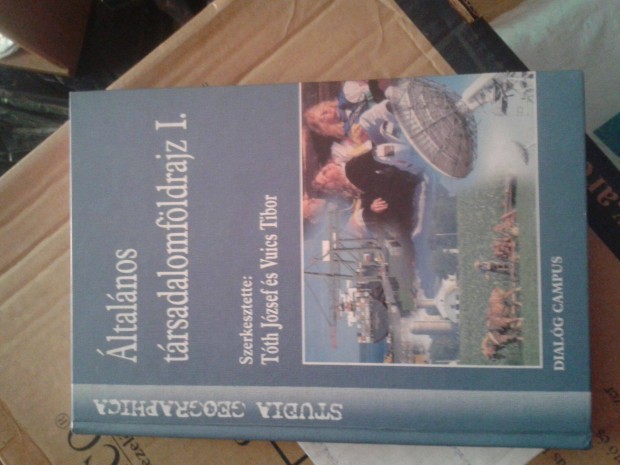 Általános
társadalomföldrajz I.
Szerkesztette:
Tóth József és Vuics Tibor
DIALÓG CAMPUS
STUDIA GEOGRAPHICA